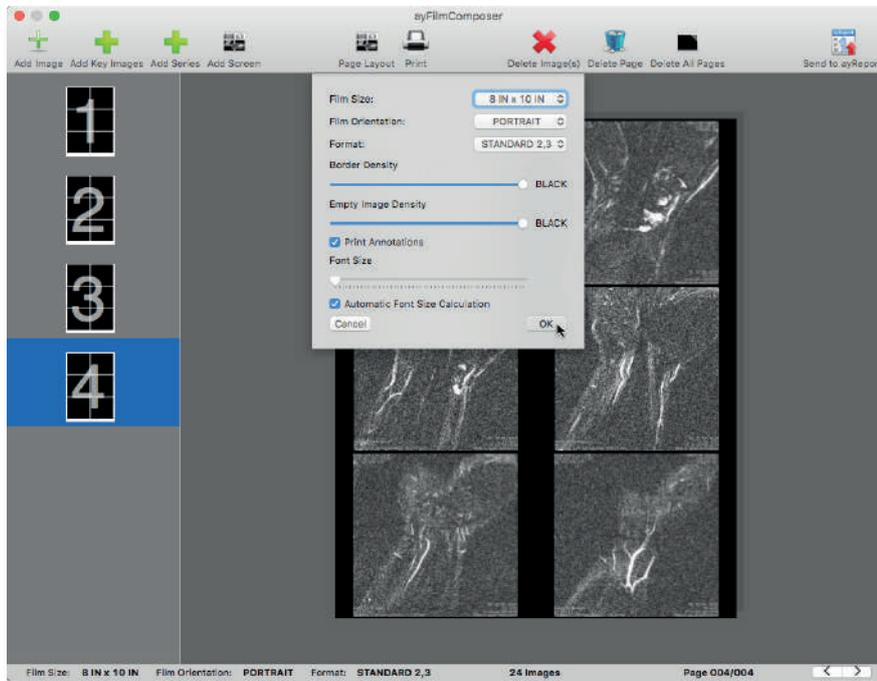 ayFilmComposer
Add Image Add Key Images Add Series Add Screen Page Layout Print Delete Image(s) Delete Page Delete All Pages Send to ayRepor
1
2
3
4
Film Size: 8 IN x 10 IN
Film Orientation: PORTRAIT
Format: STANDARD 2,3
Border Density
BLACK
Empty Image Density
BLACK
Print Annotations
Font Size
Automatic Font Size Calculation
Cancel OK
Film Size: 8 IN x 10 IN Film Orientation: PORTRAIT Format: STANDARD 2,3 24 Images Page 004/004